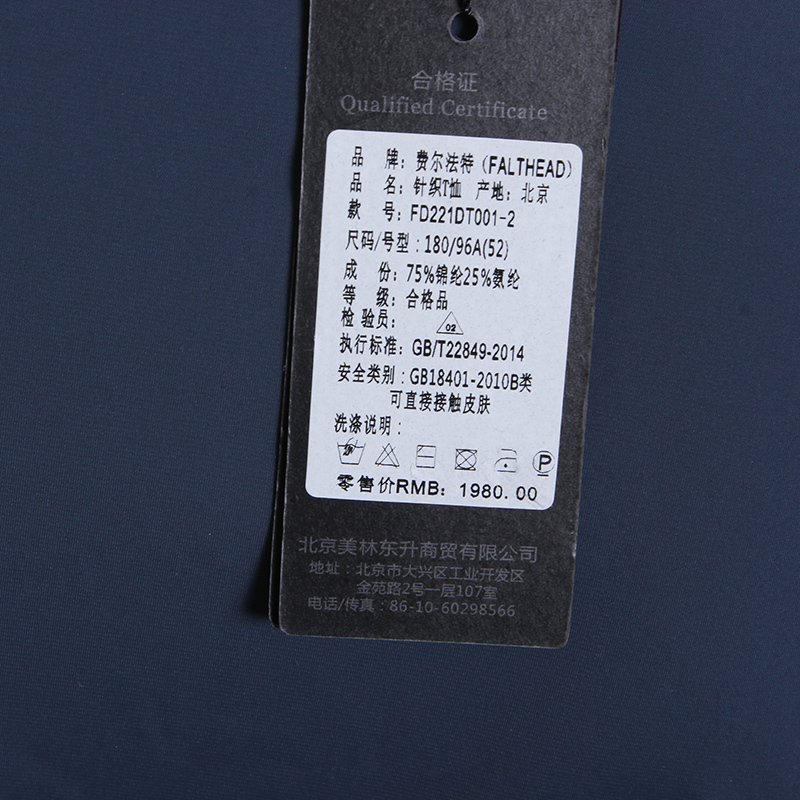 合格证
Qualified Certificate
品 牌：费尔法特（FALTHEAD）
品 名：针织T恤 产地：北京
款 号：FD221DT001-2
尺码/号型：180/96A(52)
成 份：75%锦纶25%氨纶
等 级：合格品
检 验员： 02
执行标准：GB/T22849-2014
安全类别：GB18401-2010B类
可直接接触皮肤
洗涤说明：
P
零售价RMB：1980.00
北京美林东升商贸有限公司
地址：北京市大兴区工业开发区
金苑路2号一层107室
电话/传真：86-10-60298566